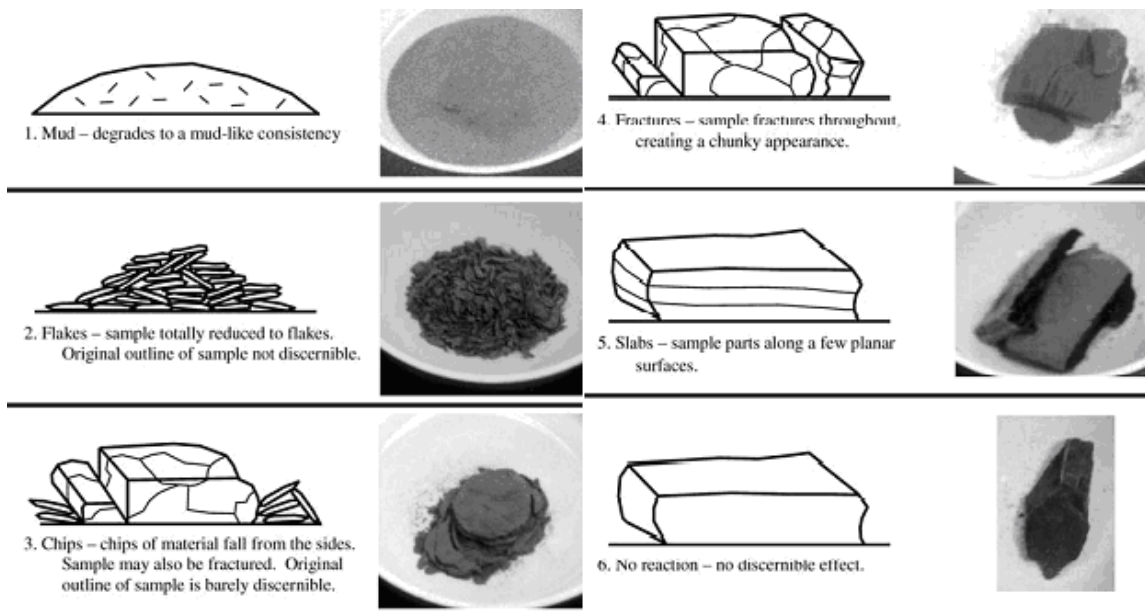 1. Mud – degrades to a mud-like consistency
2. Flakes – sample totally reduced to flakes.
Original outline of sample not discernible.
3. Chips – chips of material fall from the sides.
Sample may also be fractured. Original
outline of sample is barely discernible.
4. Fractures – sample fractures throughout,
creating a chunky appearance.
5. Slabs – sample parts along a few planar
surfaces.
6. No reaction – no discernible effect.